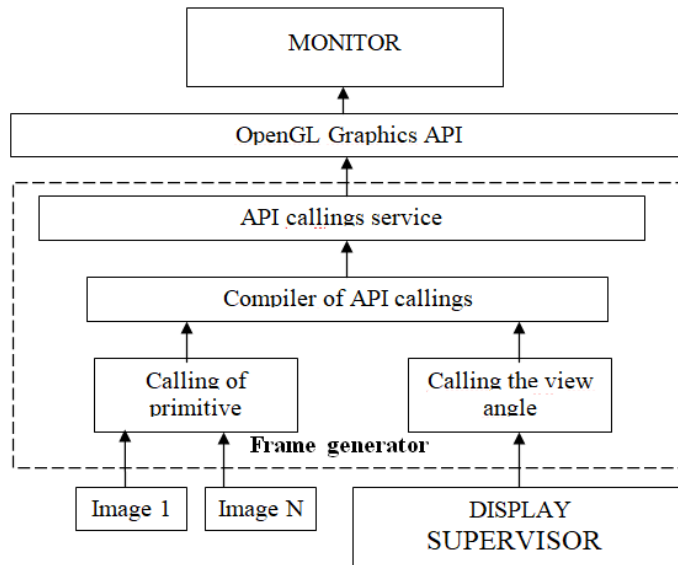 MONITOR
OpenGL Graphics API
API callings service
Compiler of API callings
Calling of
primitive
Calling the view
angle
Frame generator
Image 1
Image N
DISPLAY
SUPERVISOR